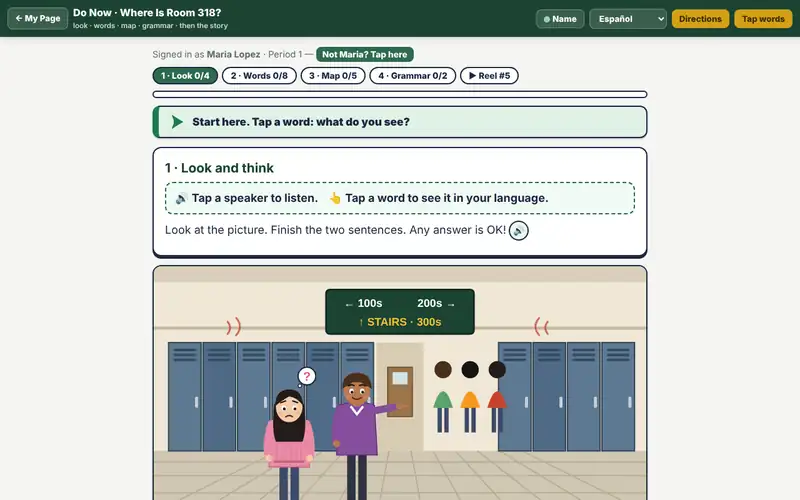 ← My Page
Do Now · Where Is Room 318?
look · words · map · grammar · then the story
Name
Español
Directions
Tap words
Signed in as Maria Lopez · Period 1 — Not Maria? Tap here
1 · Look 0/4
2 · Words 0/8
3 · Map 0/5
4 · Grammar 0/2
▶ Reel #5
Start here. Tap a word: what do you see?
1 · Look and think
🔊 Tap a speaker to listen. 👆 Tap a word to see it in your language.
Look at the picture. Finish the two sentences. Any answer is OK! 🔊
← 100s 200s →
↑ STAIRS · 300s
?